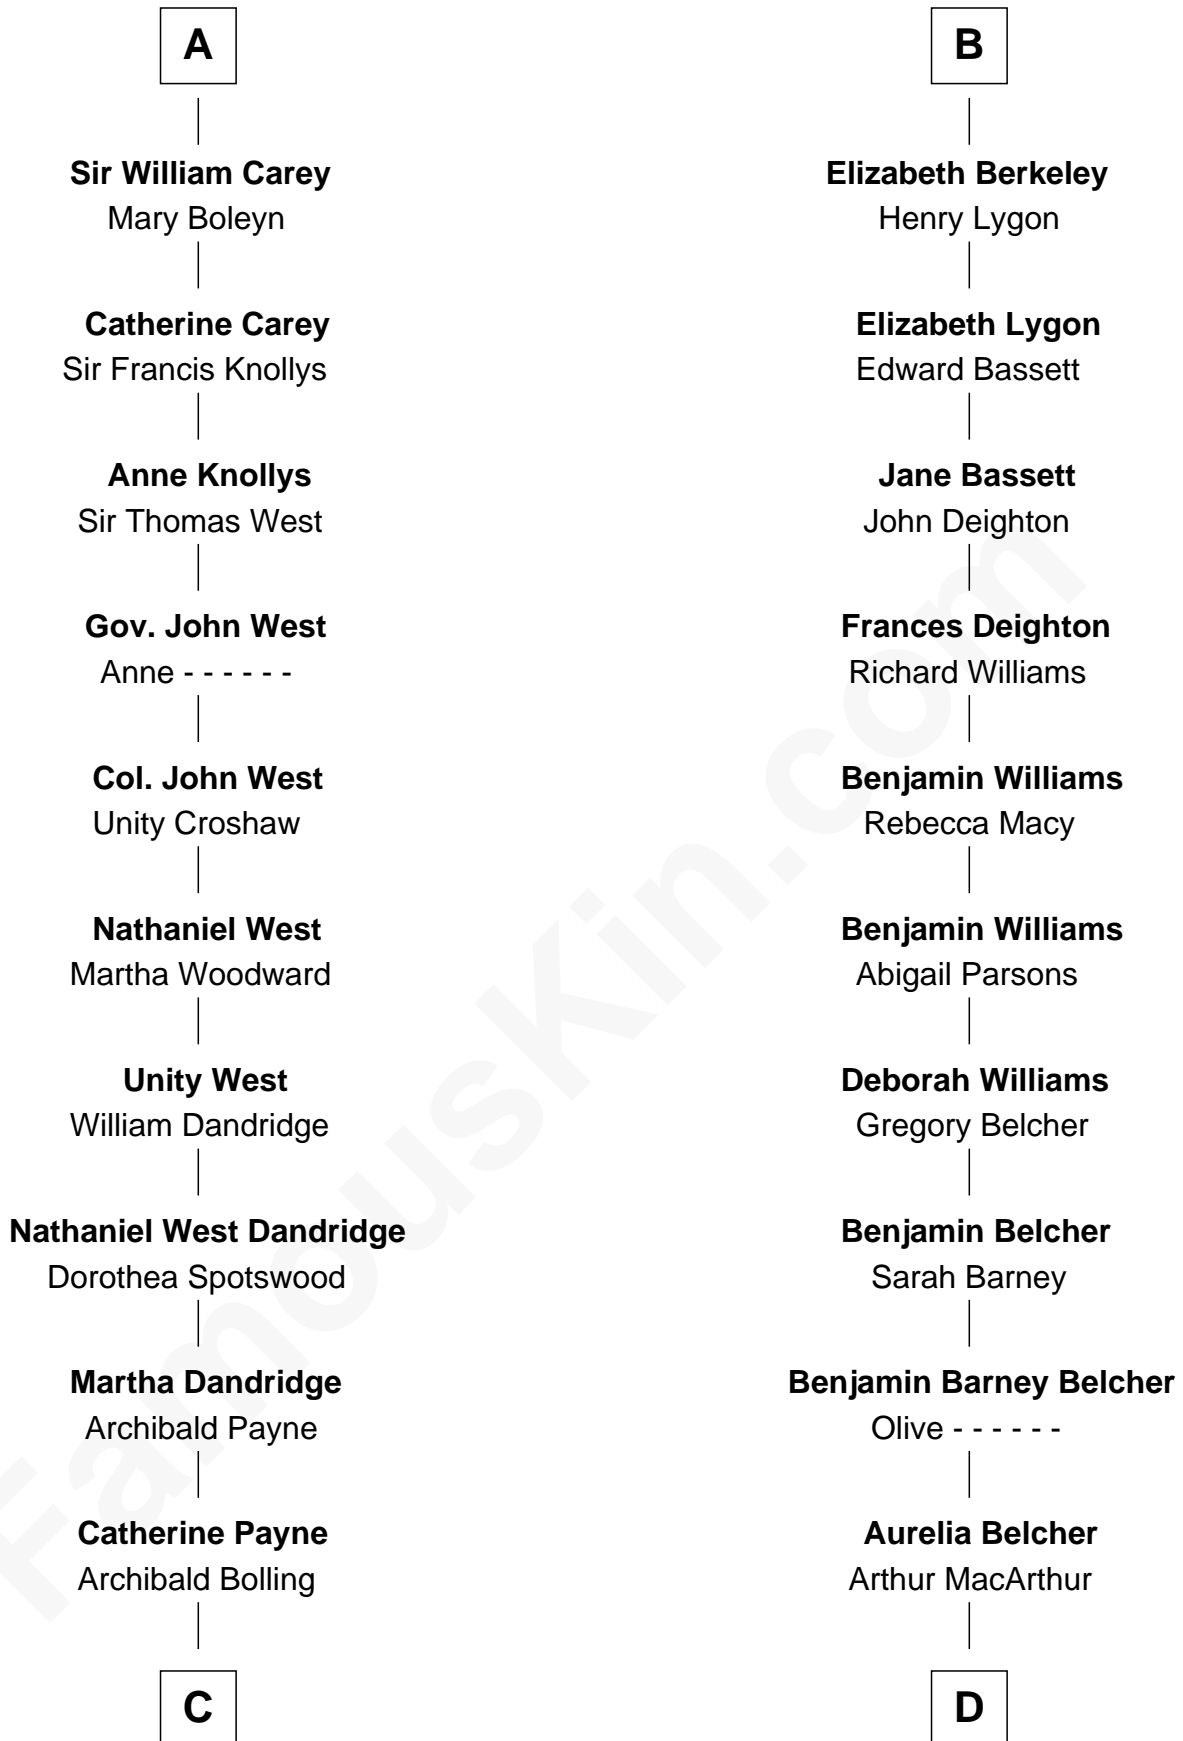 A
Sir William Carey
Mary Boleyn
Catherine Carey
Sir Francis Knollys
Anne Knollys
Sir Thomas West
Gov. John West
Anne - - - - - -
Col. John West
Unity Croshaw
Nathaniel West
Martha Woodward
Unity West
William Dandridge
Nathaniel West Dandridge
Dorothea Spotswood
Martha Dandridge
Archibald Payne
Catherine Payne
Archibald Bolling
C
B
Elizabeth Berkeley
Henry Lygon
Elizabeth Lygon
Edward Bassett
Jane Bassett
John Deighton
Frances Deighton
Richard Williams
Benjamin Williams
Rebecca Macy
Benjamin Williams
Abigail Parsons
Deborah Williams
Gregory Belcher
Benjamin Belcher
Sarah Barney
Benjamin Barney Belcher
Olive - - - - - -
Aurelia Belcher
Arthur MacArthur
D
FamousKin.com